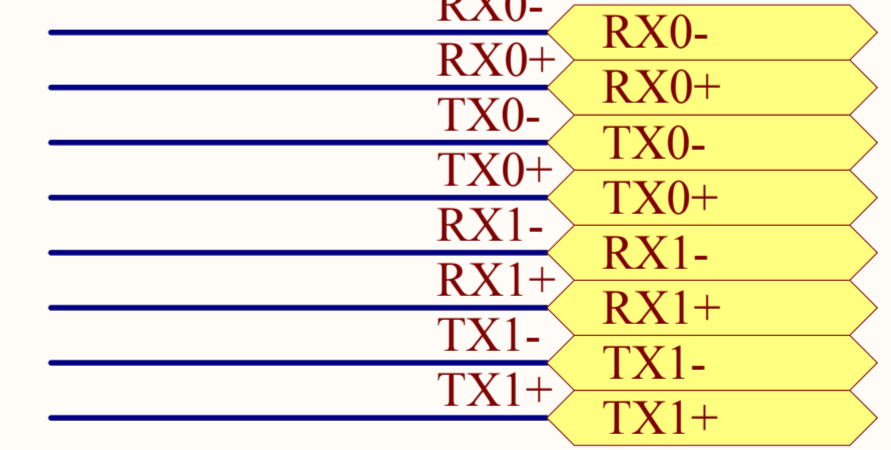 RX0-
RX0-
RX0+
RX0+
TX0-
TX0-
TX0+
TX0+
RX1-
RX1-
RX1+
RX1+
TX1-
TX1-
TX1+
TX1+